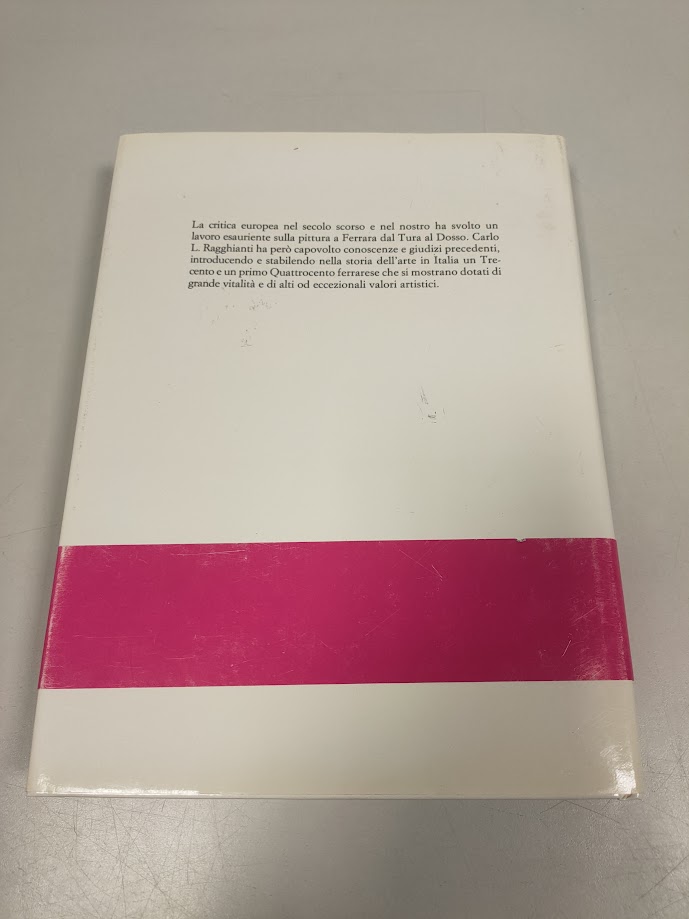 La critica europea nel secolo scorso e nel nostro ha svolto un
lavoro esauriente sulla pittura a Ferrara dal Tura al Dosso. Carlo
L. Ragghianti ha però capovolto conoscenze e giudizi precedenti,
introducendo e stabilendo nella storia dell'arte in Italia un Tre-
cento e un primo Quattrocento ferrarese che si mostrano dotati di
grande vitalità e di alti od eccezionali valori artistici.